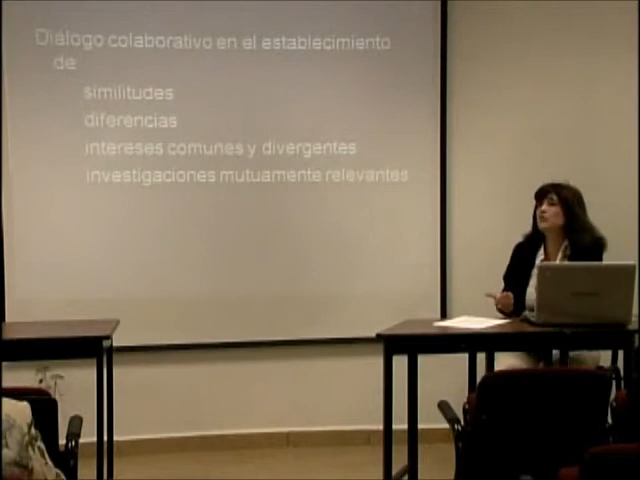 Diálogo colaborativo en el establecimiento
de:
similitudes
diferencias
intereses comunes y divergentes
investigaciones mutuamente relevantes